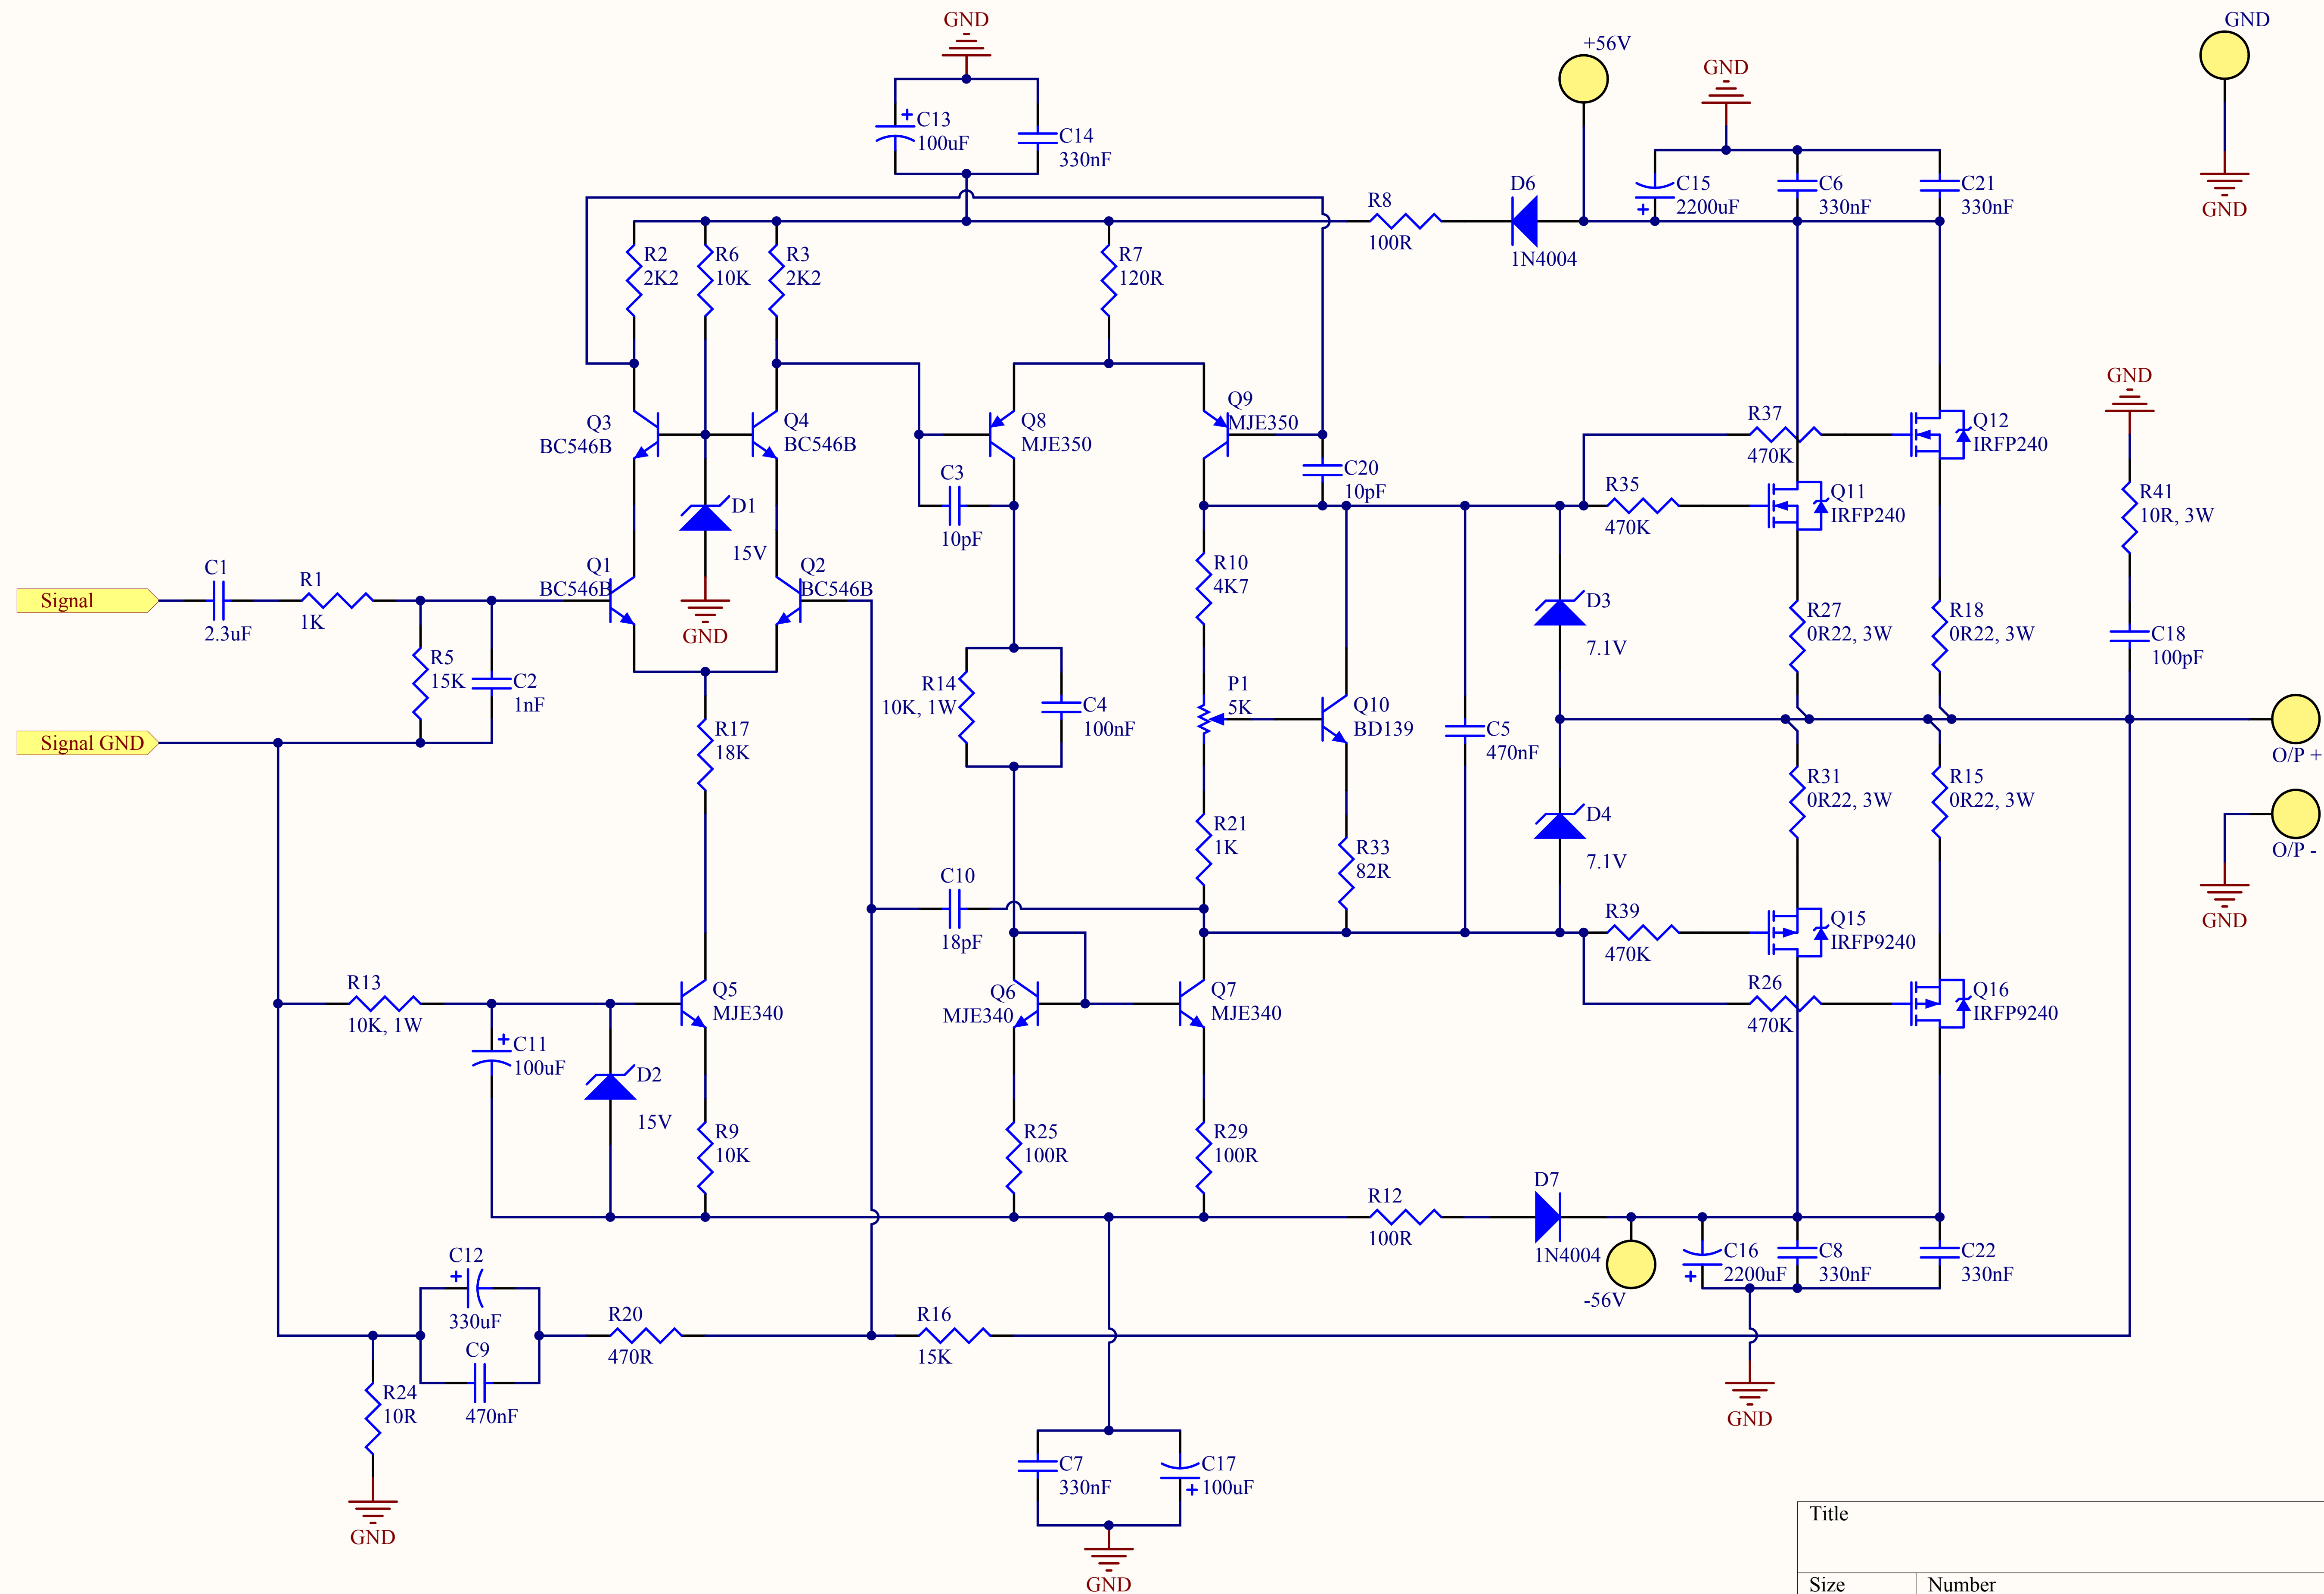 GND
GND
+56V
GND
C13
100uF
C14
330nF
D6
1N4004
R8
100R
C15
2200uF
C6
330nF
C21
330nF
GND
R2
2K2
R6
10K
R3
2K2
R7
120R
GND
Q3
BC546B
Q4
BC546B
Q8
MJE350
Q9
MJE350
R37
470K
Q12
IRFP240
C3
10pF
C20
10pF
R35
470K
Q11
IRFP240
R41
10R, 3W
D1
15V
GND
Q1
BC546B
Q2
BC546B
C1
2.3uF
R1
1K
Signal
R10
4K7
D3
7.1V
R27
0R22, 3W
R18
0R22, 3W
C18
100pF
R5
15K
C2
1nF
R14
10K, 1W
C4
100nF
P1
5K
Q10
BD139
C5
470nF
Signal GND
R17
18K
O/P +
R31
0R22, 3W
R15
0R22, 3W
D4
7.1V
R21
1K
R33
82R
O/P -
GND
C10
18pF
R39
470K
Q15
IRFP9240
R13
10K, 1W
Q5
MJE340
Q6
MJE340
Q7
MJE340
R26
470K
Q16
IRFP9240
C11
100uF
D2
15V
R9
10K
R25
100R
R29
100R
R12
100R
D7
1N4004
-56V
C16
2200uF
C8
330nF
C22
330nF
C12
330uF
C9
470nF
R20
470R
R16
15K
R24
10R
GND
GND
C7
330nF
C17
100uF
GND
Title
Size
Number